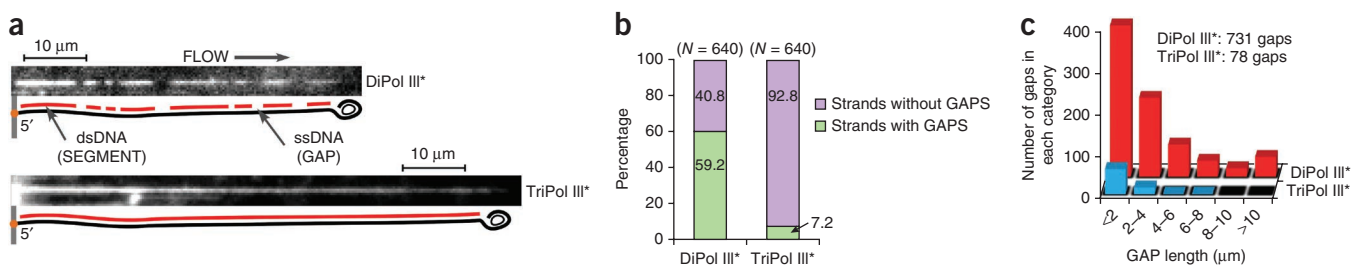 a
10 μm
FLOW
DiPol III*
5′
dsDNA
(SEGMENT)
ssDNA
(GAP)
10 μm
TriPol III*
5′
b
(N = 640) (N = 640)
Percentage
100
80
60
40
20
0
40.8
59.2
92.8
7.2
DiPol III* TriPol III*
Strands without GAPS
Strands with GAPS
c
Number of gaps in
each category
400
300
200
100
0
DiPol III*: 731 gaps
TriPol III*: 78 gaps
DiPol III*
TriPol III*
<2
2–4
4–6
6–8
8–10
>10
GAP length (μm)